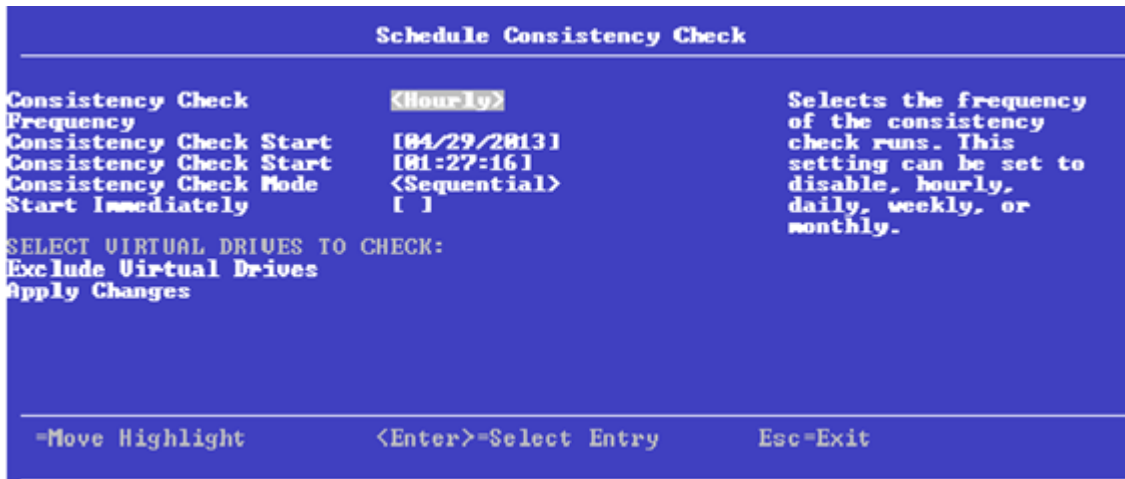 Schedule Consistency Check
Consistency Check Frequency <Hourly>
Consistency Check Start [04/29/2013]
Consistency Check Start [01:27:16]
Consistency Check Mode <Sequential>
Start Immediately [ ]
SELECT VIRTUAL DRIVES TO CHECK:
Exclude Virtual Drives
Apply Changes
Selects the frequency
of the consistency
check runs. This
setting can be set to
disable, hourly,
daily, weekly, or
monthly.
=Move Highlight <Enter>=Select Entry Esc=Exit